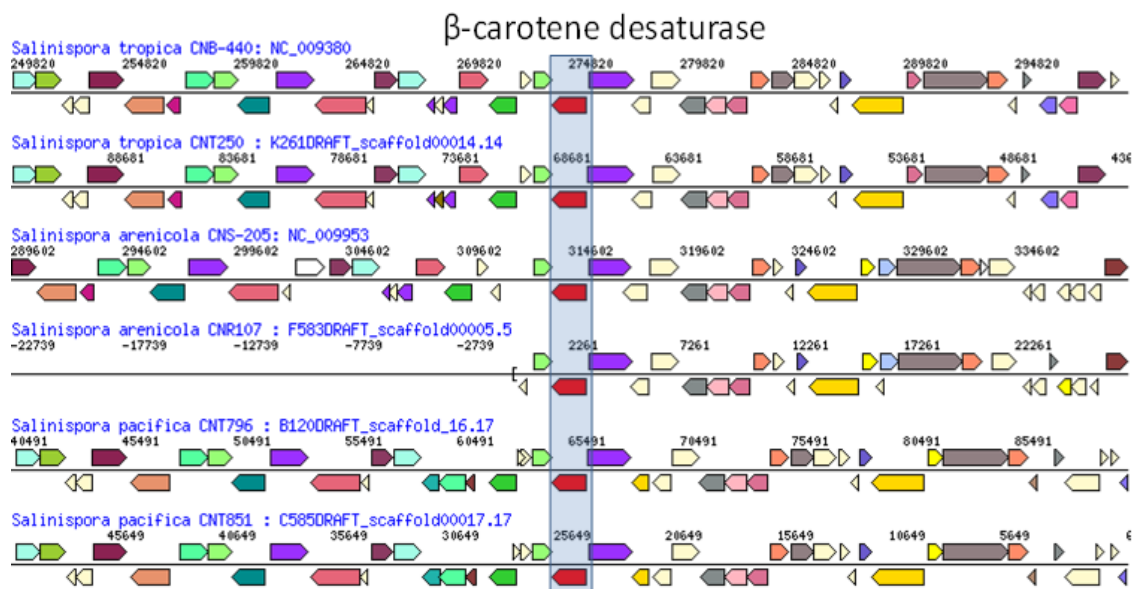 β-carotene desaturase
Salinispora tropica CNB-440: NC_009380
249820 254820 259820 264820 269820 274820 279820 284820 289820 294820
Salinispora tropica CNT250 : K261DRAFT_scaffold00014.14
88681 83681 78681 73681 68681 63681 58681 53681 48681 436
Salinispora arenicola CNS-205: NC_009953
289602 294602 299602 304602 309602 314602 319602 324602 329602 334602
Salinispora arenicola CNR107 : F583DRAFT_scaffold00005.5
-22739 -17739 -12739 -7739 -2739 2261 7261 12261 17261 22261
Salinispora pacifica CNT796 : B120DRAFT_scaffold_16.17
40491 45491 50491 55491 60491 65491 70491 75491 80491 85491
Salinispora pacifica CNT851 : C585DRAFT_scaffold00017.17
45649 40649 35649 30649 25649 20649 15649 10649 5649 6